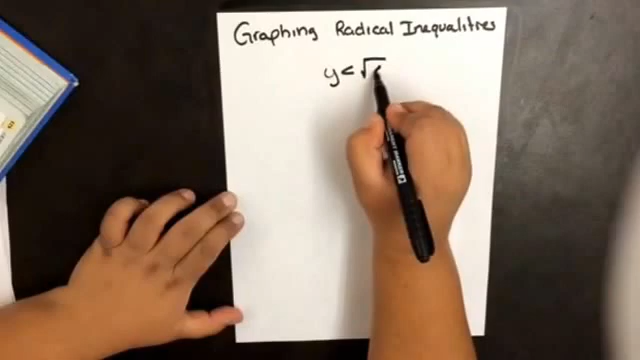 Graphing Radical Inequalities
y < √